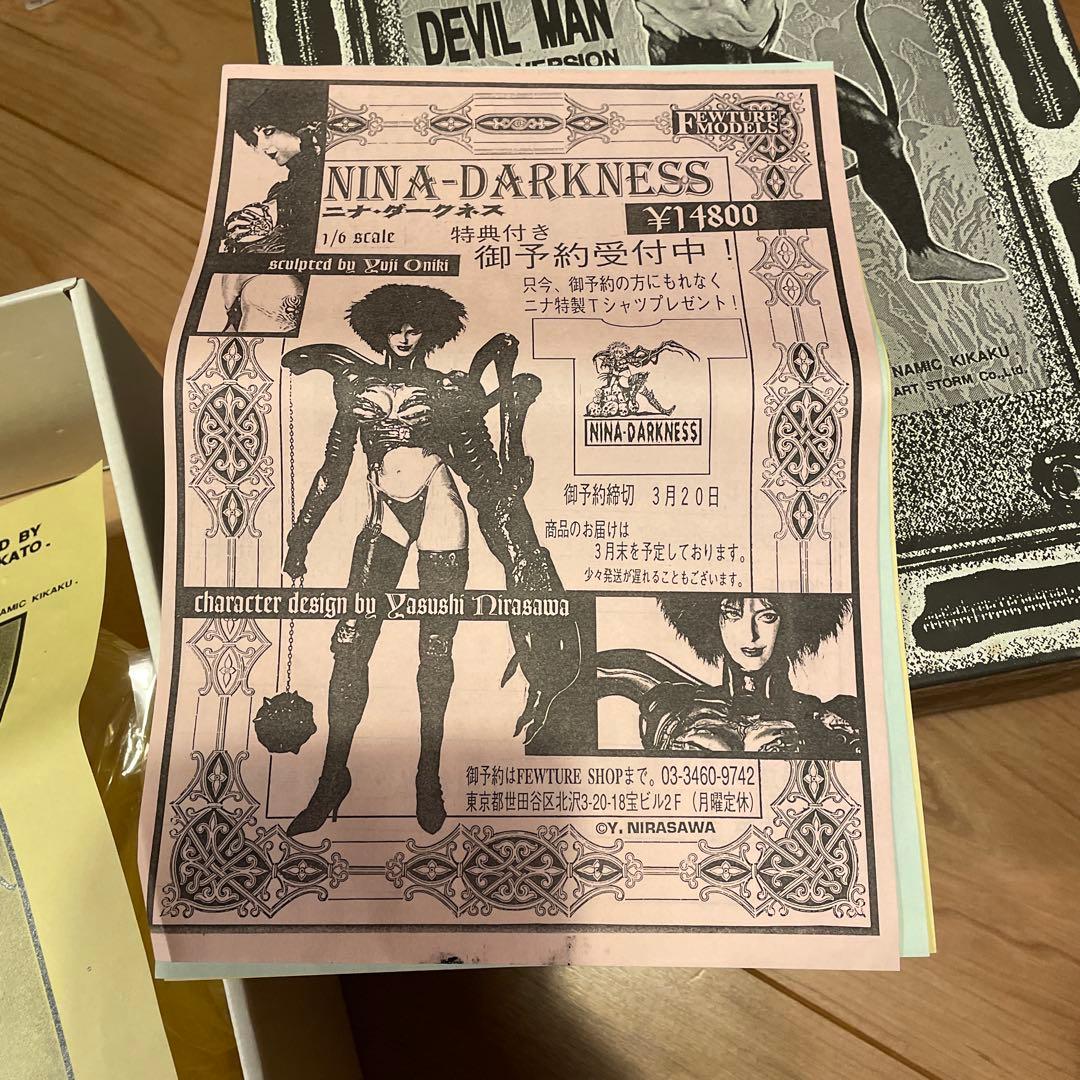 DEVIL MAN
VERSION
FEWTURE
MODELS
NINA-DARKNESS
ニナ・ダークネス
¥14800
1/6 scale
特典付き
御予約受付中!
sculpted by Yuji Oniki
只今、御予約の方にもれなく
ニナ特製Tシャツプレゼント!
NINA-DARKNESS
御予約締切 3月20日
商品のお届けは
3月末を予定しております。
少々発送が遅れることもございます。
character design by Yasushi Nirasawa
御予約はFEWTURE SHOPまで。03-3460-9742
東京都世田谷区北沢3-20-18宝ビル2F(月曜定休)
©Y. NIRASAWA
NAMIC KIKAKU.
ART STORM Co.,Ltd.
D BY
KATO.
AMIC KIKAKU.